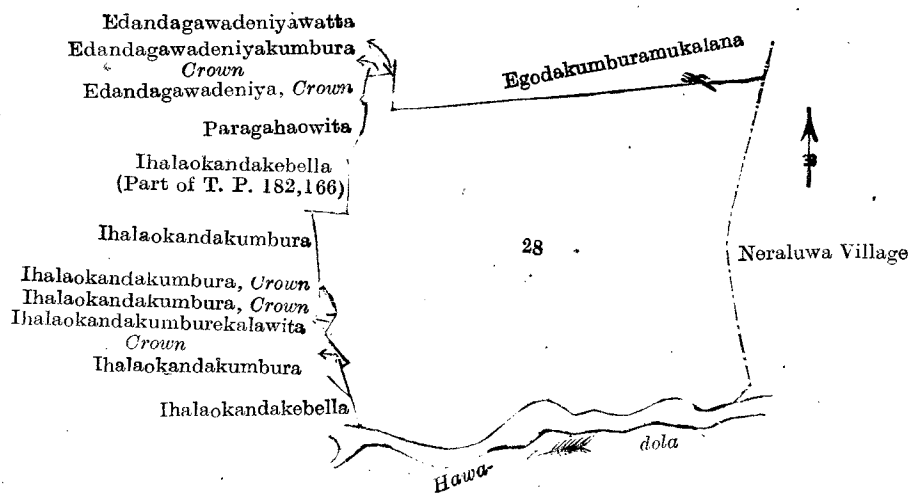 Edandagawadeniyawatta
Edandagawadeniyakumbura
Crown
Edandagawadeniya, Crown
Paragahaowita
Ihalaokandakebella
(Part of T. P. 182,166)
Ihalaokandakumbura
Ihalaokandakumbura, Crown
Ihalaokandakumbura, Crown
Ihalaokandakumburekalawita
Crown
Ihalaokandakumbura
Ihalaokandakebella
Egodakumburamukalana
28
Neraluwa Village
Hawa-
dola